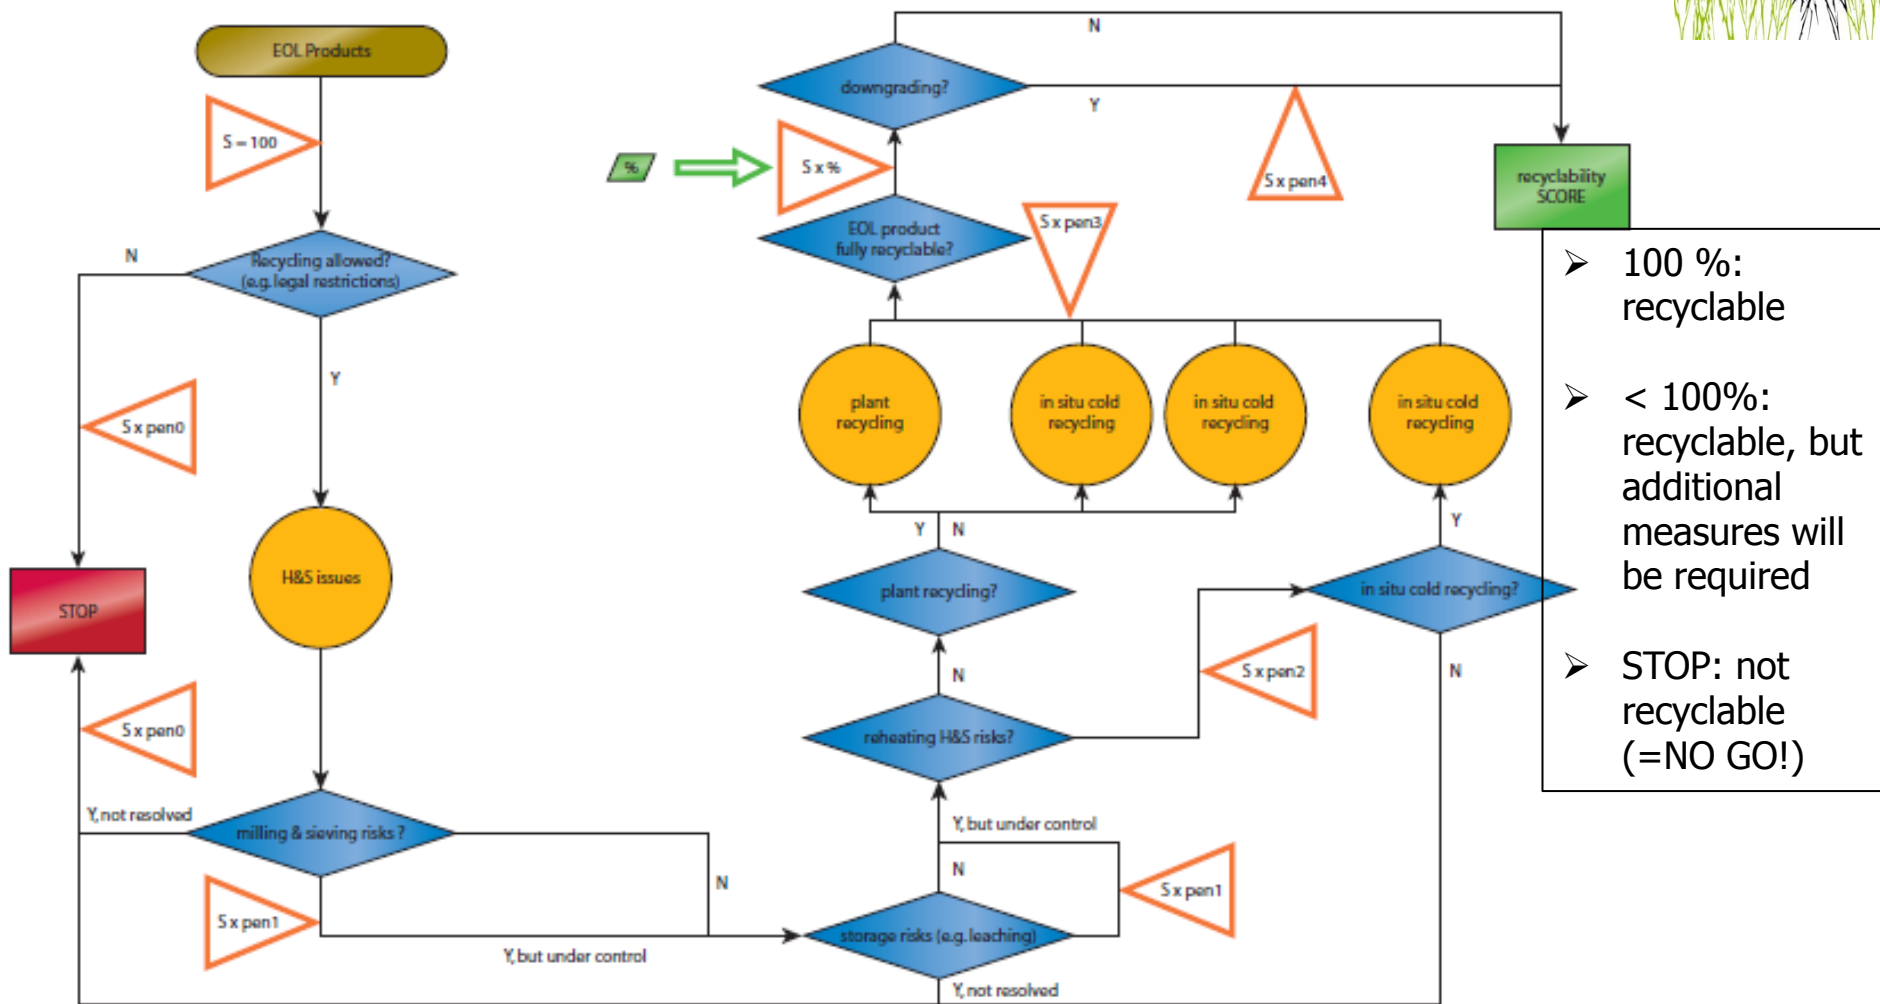 EOL Products
S = 100
N
Recycling allowed?
(e.g. legal restrictions)
Y
S x pen0
H&S issues
STOP
S x pen0
Y, not resolved
milling & sieving risks ?
N
S x pen1
Y, but under control
storage risks (e.g. leaching)
Y, not resolved
N
Y, but under control
S x pen1
reheating H&S risks?
N
S x pen2
plant recycling?
Y
N
in situ cold recycling?
Y
N
plant
recycling
in situ cold
recycling
in situ cold
recycling
in situ cold
recycling
S x pen3
EOL product
fully recyclable?
%
S x %
downgrading?
N
Y
S x pen4
recyclability
SCORE
➢ 100 %:
recyclable
➢ < 100%:
recyclable, but
additional
measures will
be required
➢ STOP: not
recyclable
(=NO GO!)